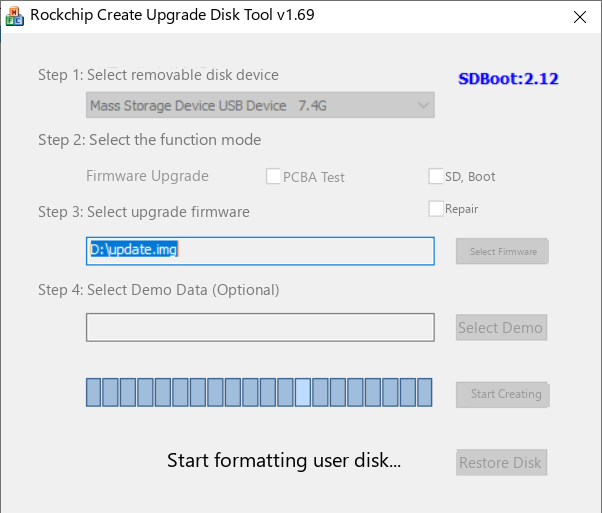 Rockchip Create Upgrade Disk Tool v1.69
Step 1: Select removable disk device
SDBoot:2.12
Mass Storage Device USB Device 7.4G
Step 2: Select the function mode
Firmware Upgrade
PCBA Test
SD, Boot
Step 3: Select upgrade firmware
Repair
D:\update.img
Select Firmware
Step 4: Select Demo Data (Optional)
Select Demo
Start Creating
Start formatting user disk...
Restore Disk